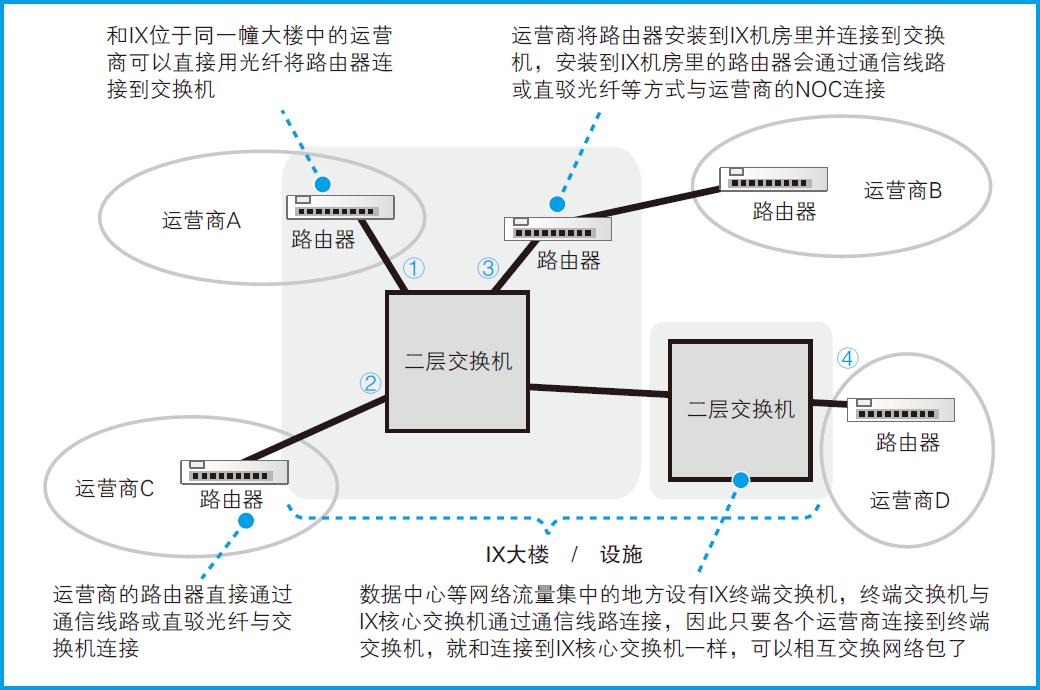 和IX位于同一幢大楼中的运营
商可以直接用光纤将路由器连
接到交换机
运营商将路由器安装到IX机房里并连接到交换
机，安装到IX机房里的路由器会通过通信线路
或直驳光纤等方式与运营商的NOC连接
运营商A
路由器
路由器
路由器
运营商B
①
③
二层交换机
②
④
二层交换机
路由器
运营商D
运营商C
路由器
IX大楼 / 设施
运营商的路由器直接通过
通信线路或直驳光纤与交
换机连接
数据中心等网络流量集中的地方设有IX终端交换机，终端交换机与
IX核心交换机通过通信线路连接，因此只要各个运营商连接到终端
交换机，就和连接到IX核心交换机一样，可以相互交换网络包了